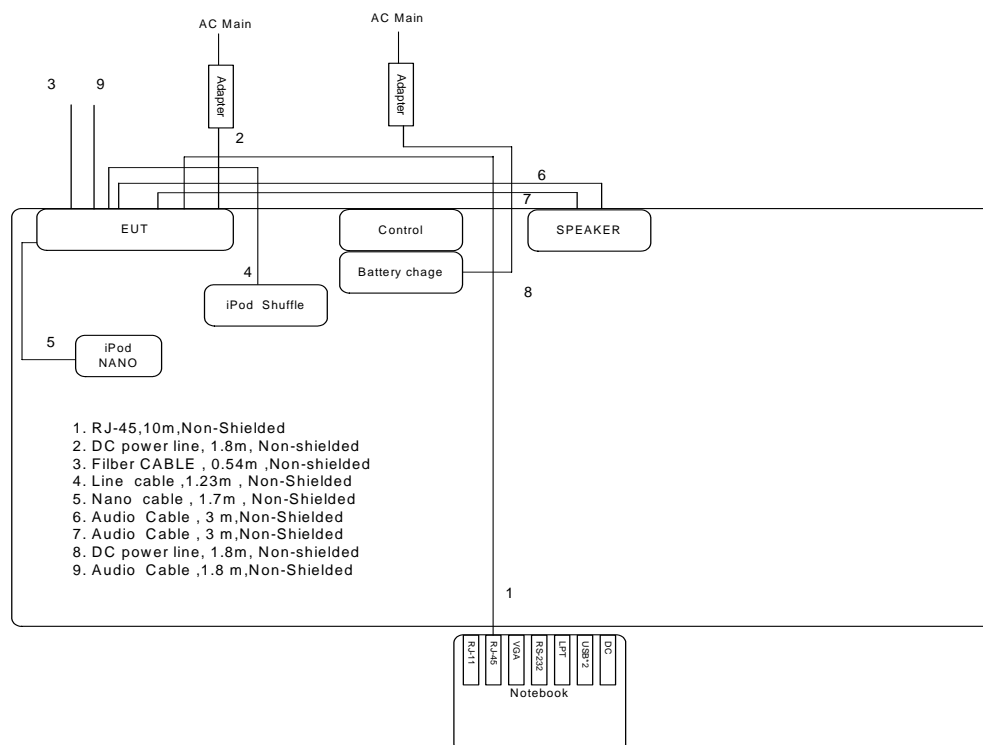 AC Main
AC Main
Adapter
Adapter
3
9
2
6
7
EUT
Control
SPEAKER
Battery chage
4
8
iPod Shuffle
5
iPod
NANO
1. RJ-45,10m,Non-Shielded
2. DC power line, 1.8m, Non-shielded
3. Filber CABLE , 0.54m ,Non-shielded
4. Line cable ,1.23m , Non-Shielded
5. Nano cable , 1.7m , Non-Shielded
6. Audio Cable , 3 m,Non-Shielded
7. Audio Cable , 3 m,Non-Shielded
8. DC power line, 1.8m, Non-shielded
9. Audio Cable ,1.8 m,Non-Shielded
1
RJ-11
RJ-45
VGA
RS-232
LPT
USB*2
DC
Notebook